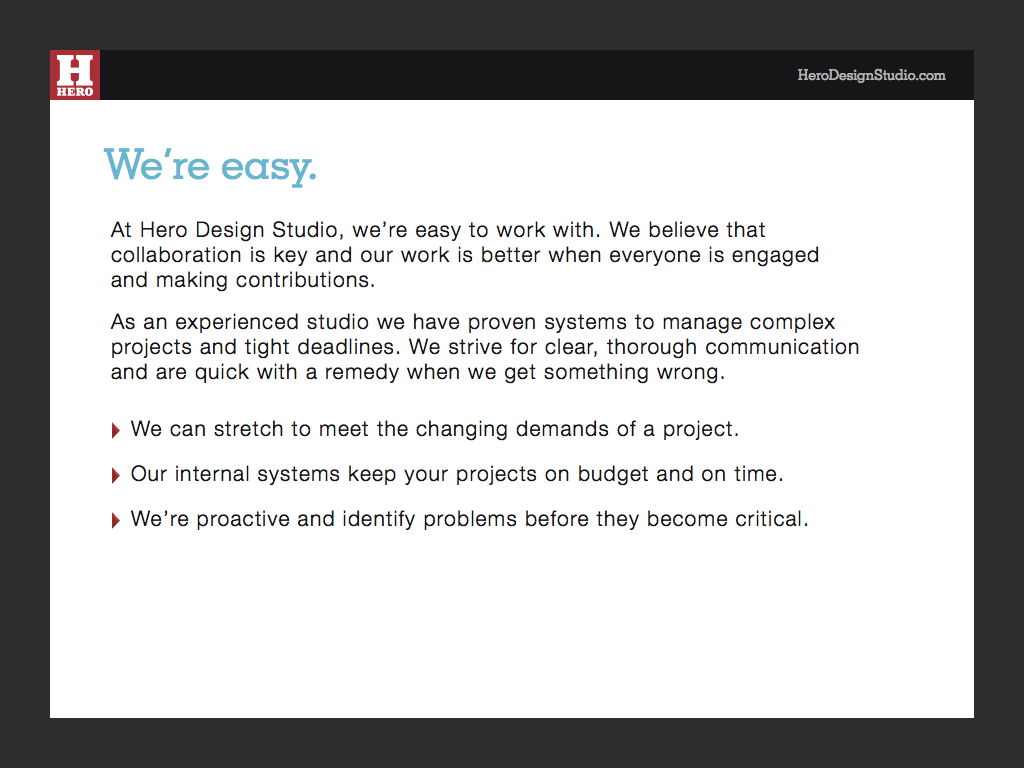 H
HERO
HeroDesignStudio.com
We're easy.
At Hero Design Studio, we're easy to work with. We believe that
collaboration is key and our work is better when everyone is engaged
and making contributions.
As an experienced studio we have proven systems to manage complex
projects and tight deadlines. We strive for clear, thorough communication
and are quick with a remedy when we get something wrong.
We can stretch to meet the changing demands of a project.
Our internal systems keep your projects on budget and on time.
We're proactive and identify problems before they become critical.